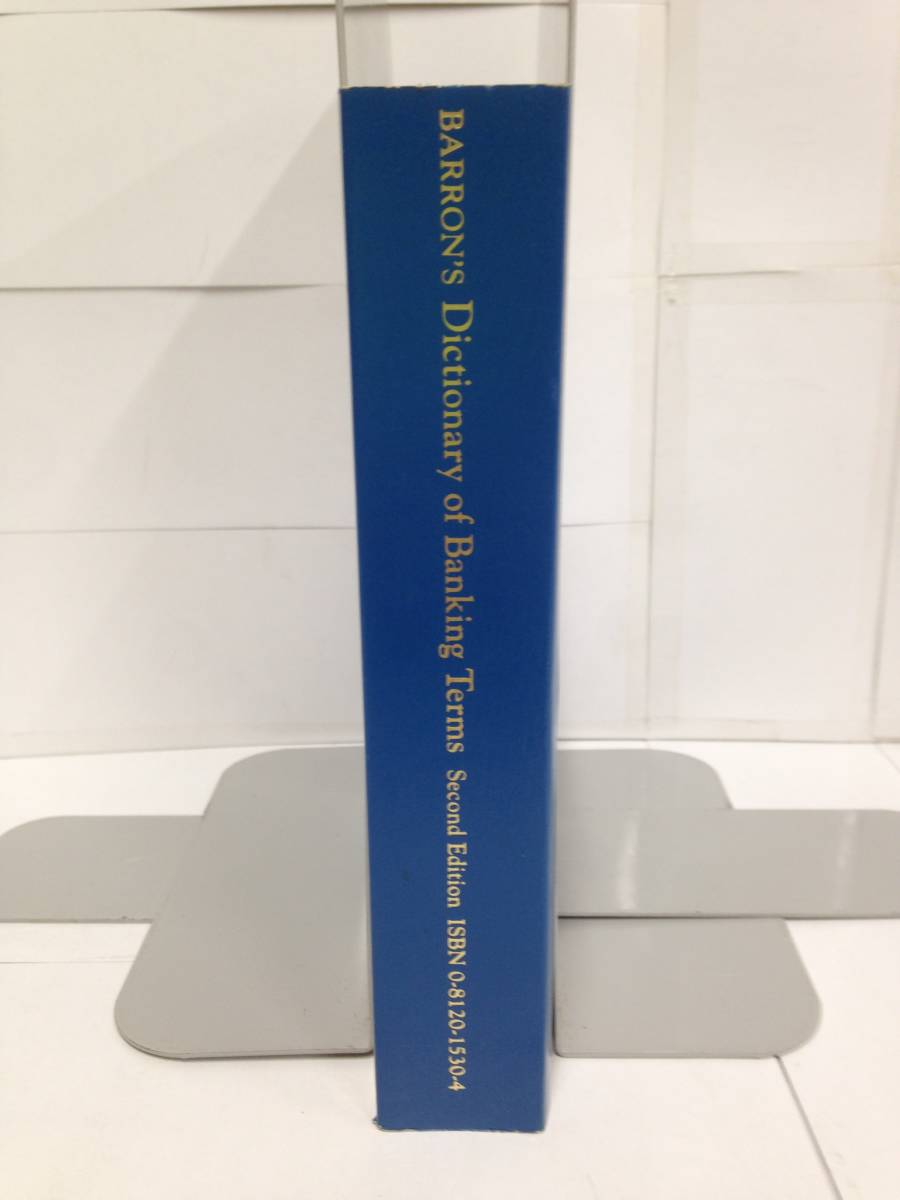 BARRON'S Dictionary of Banking Terms Second Edition ISBN 0-8120-1530-4